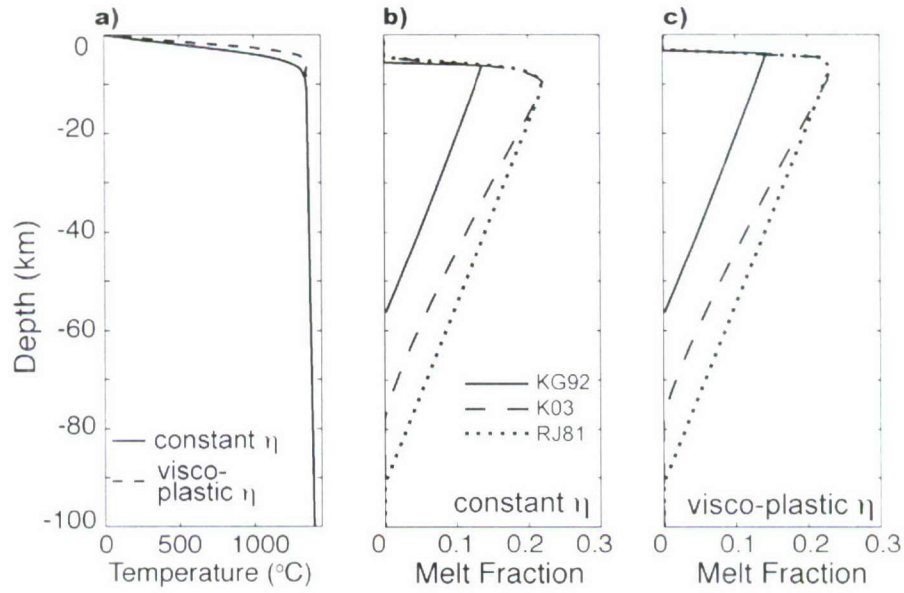 a)
b)
c)
Depth (km)
0
-20
-40
-60
-80
-100
constant η
visco-
plastic η
0
500
1000
Temperature (°C)
KG92
K03
RJ81
constant η
0
0.1
0.2
0.3
Melt Fraction
visco-plastic η
0
0.1
0.2
0.3
Melt Fraction